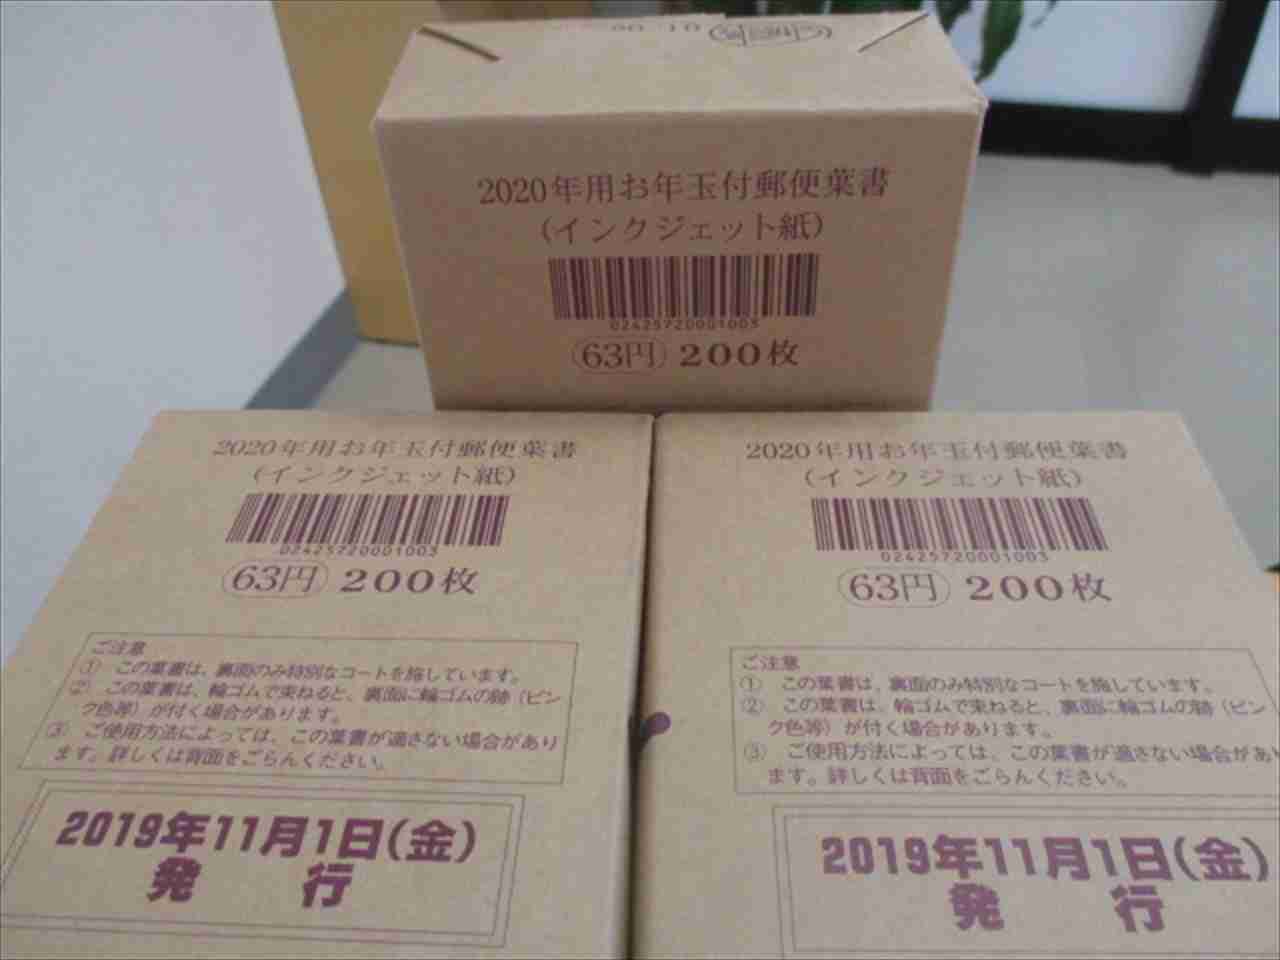 2020年用お年玉付郵便葉書
(インクジェット紙)
02425720001003
63円 200枚
2020年用お年玉付郵便葉書
(インクジェット紙)
02425720001003
63円 200枚
ご注意
① この葉書は、裏面のみ特別なコートを施しています。
② この葉書は、輪ゴムで束ねると、裏面に輪ゴムの跡(ピン
ク色等)が付く場合があります。
③ ご使用方法によっては、この葉書が適さない場合があり
ます。詳しくは背面をごらんください。
2019年11月1日(金)
発 行
2020年用お年玉付郵便葉書
(インクジェット紙)
02425720001003
63円 200枚
ご注意
① この葉書は、裏面のみ特別なコートを施しています。
② この葉書は、輪ゴムで束ねると、裏面に輪ゴムの跡(ピン
ク色等)が付く場合があります。
③ ご使用方法によっては、この葉書が適さない場合があ
ます。詳しくは背面をごらんください。
2019年11月1日(金)
発 行